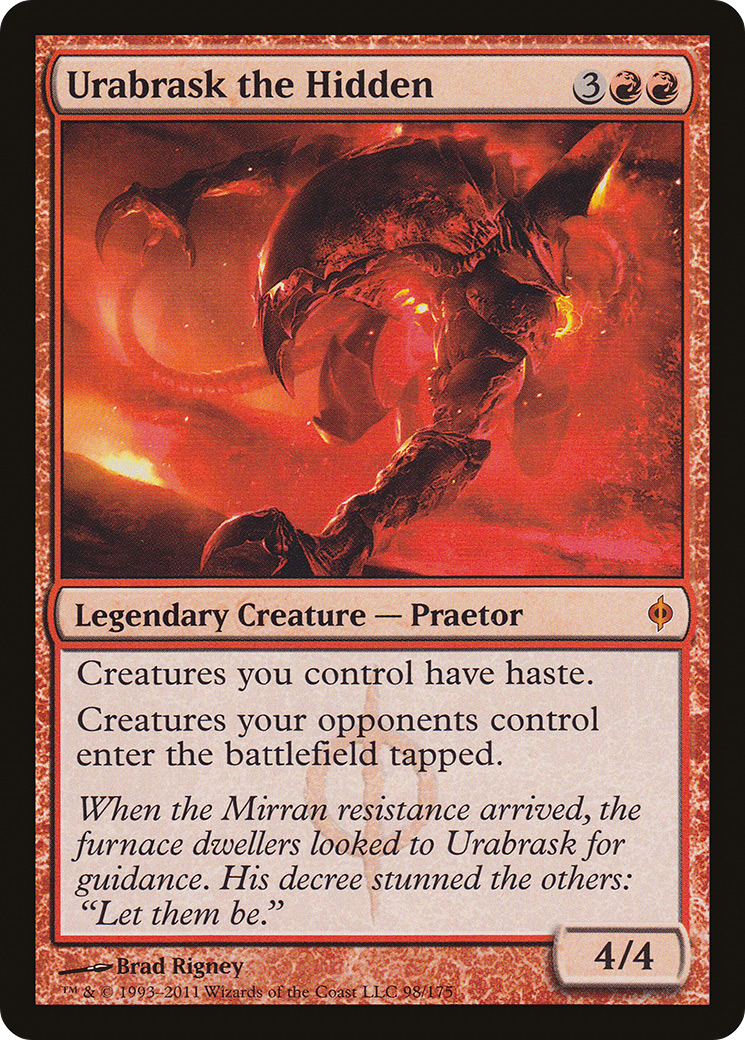 Urabrask the Hidden 3
Legendary Creature — Praetor
Creatures you control have haste.
Creatures your opponents control
enter the battlefield tapped.
When the Mirran resistance arrived, the
furnace dwellers looked to Urabrask for
guidance. His decree stunned the others:
“Let them be.”
4/4
Brad Rigney
™ & © 1993–2011 Wizards of the Coast LLC 98/175